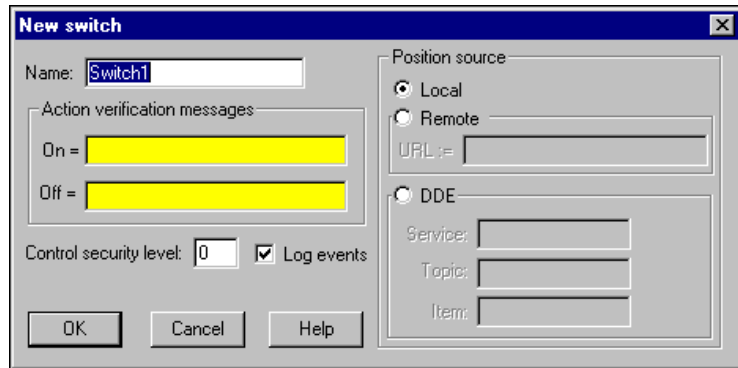 New switch
Name: Switch1
Action verification messages
On =
Off =
Control security level: 0
Log events
OK
Cancel
Help
Position source
Local
Remote
URL :=
DDE
Service:
Topic:
Item: